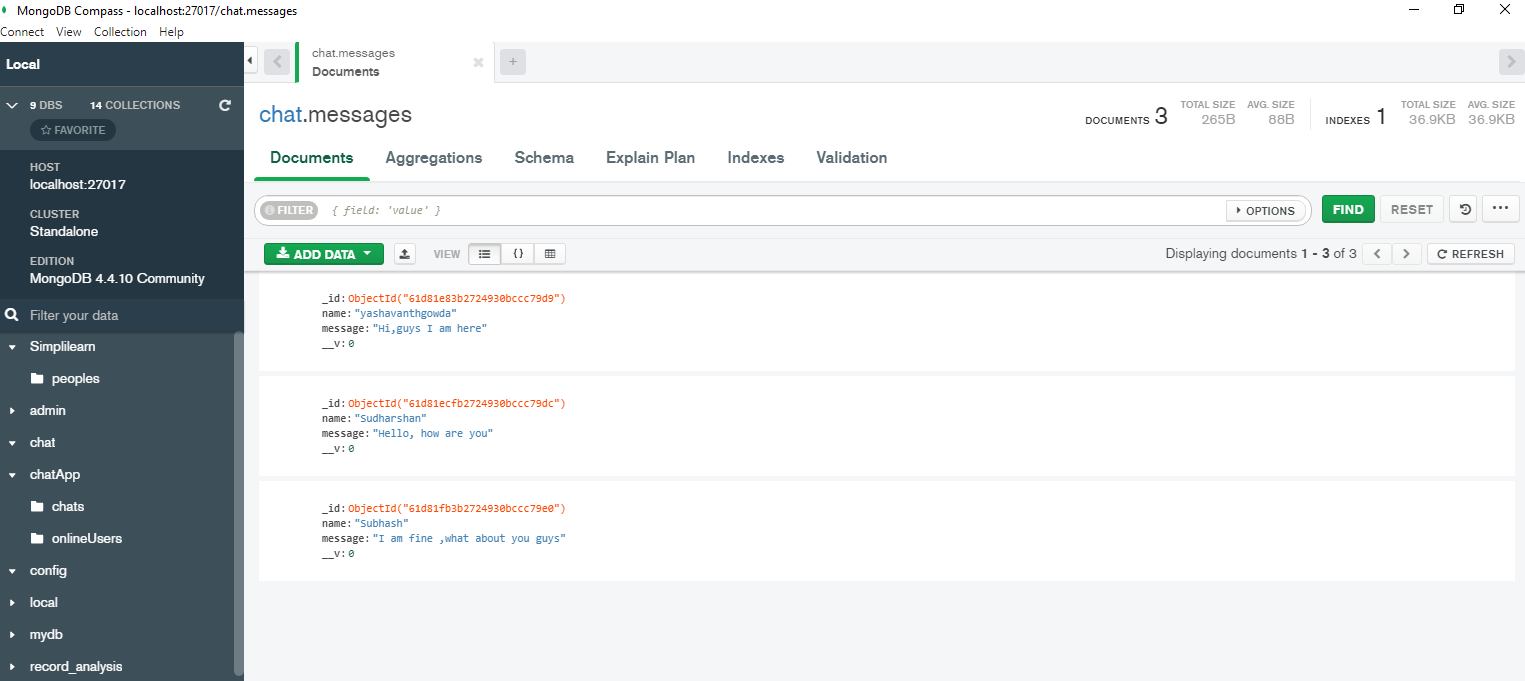 MongoDB Compass - localhost:27017/chat.messages
Connect View Collection Help
Local
9 DBS 14 COLLECTIONS
FAVORITE
HOST
localhost:27017
CLUSTER
Standalone
EDITION
MongoDB 4.4.10 Community
Filter your data
Simplilearn
peoples
admin
chat
chatApp
chats
onlineUsers
config
local
mydb
record_analysis
chat.messages
Documents
+
chat.messages
DOCUMENTS 3 TOTAL SIZE 265B AVG. SIZE 88B INDEXES 1 TOTAL SIZE 36.9KB AVG. SIZE 36.9KB
Documents Aggregations Schema Explain Plan Indexes Validation
FILTER { field: 'value' } OPTIONS FIND RESET ...
ADD DATA VIEW {} Displaying documents 1 - 3 of 3 < > REFRESH
_id: ObjectId("61d81e83b2724930bccc79d9")
name: "yashavanthgowda"
message: "Hi,guys I am here"
__v: 0
_id: ObjectId("61d81ecfb2724930bccc79dc")
name: "Sudharshan"
message: "Hello, how are you"
__v: 0
_id: ObjectId("61d81fb3b2724930bccc79e0")
name: "Subhash"
message: "I am fine ,what about you guys"
__v: 0